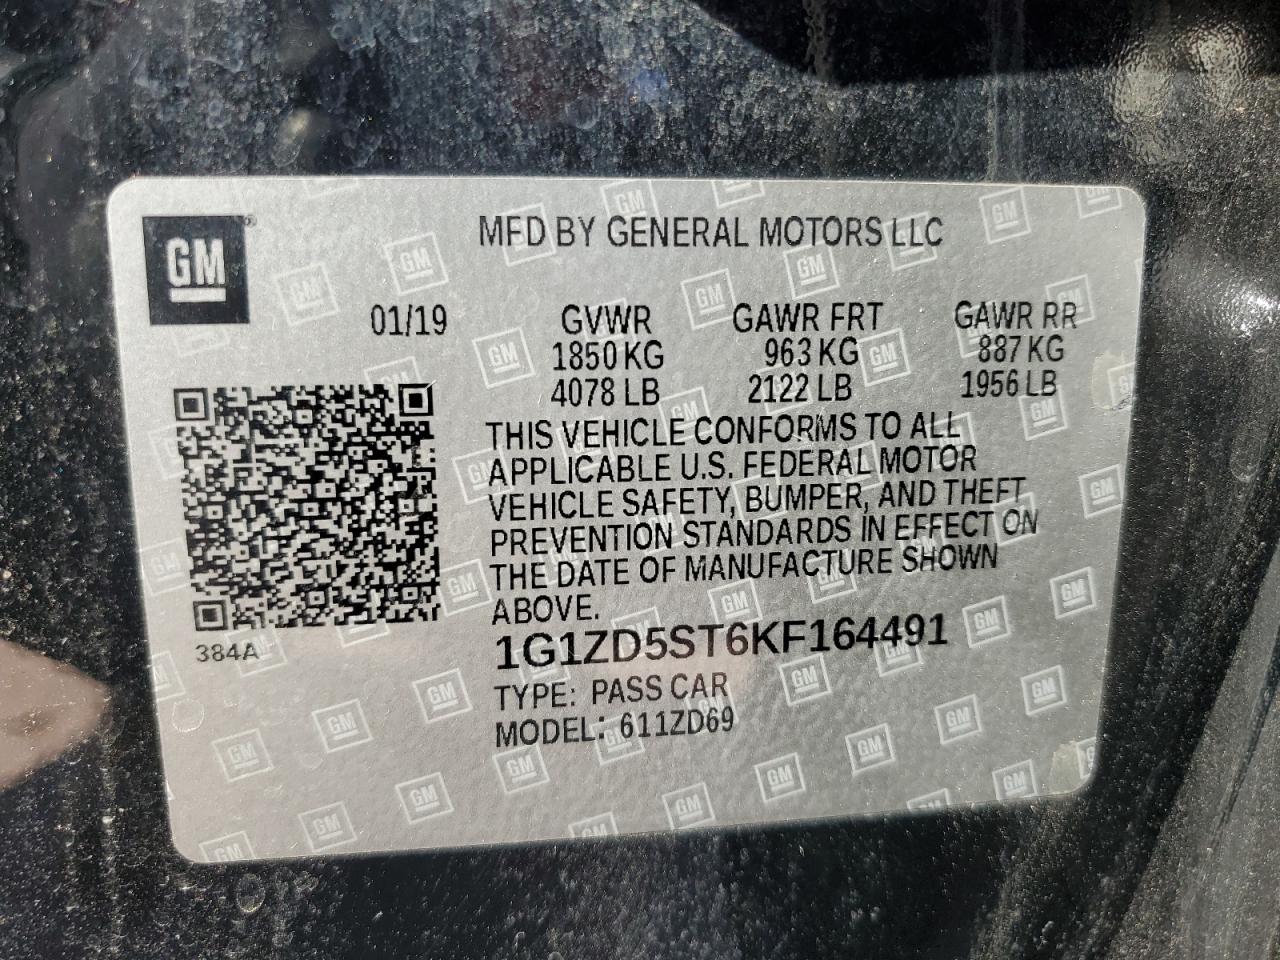 GM
MFD BY GENERAL MOTORS LLC
01/19 GVWR GAWR FRT GAWR RR
1850 KG 963 KG 887 KG
4078 LB 2122 LB 1956 LB
THIS VEHICLE CONFORMS TO ALL
APPLICABLE U.S. FEDERAL MOTOR
VEHICLE SAFETY, BUMPER, AND THEFT
PREVENTION STANDARDS IN EFFECT ON
THE DATE OF MANUFACTURE SHOWN
ABOVE.
384A
1G1ZD5ST6KF164491
TYPE: PASS CAR
MODEL: 611ZD69